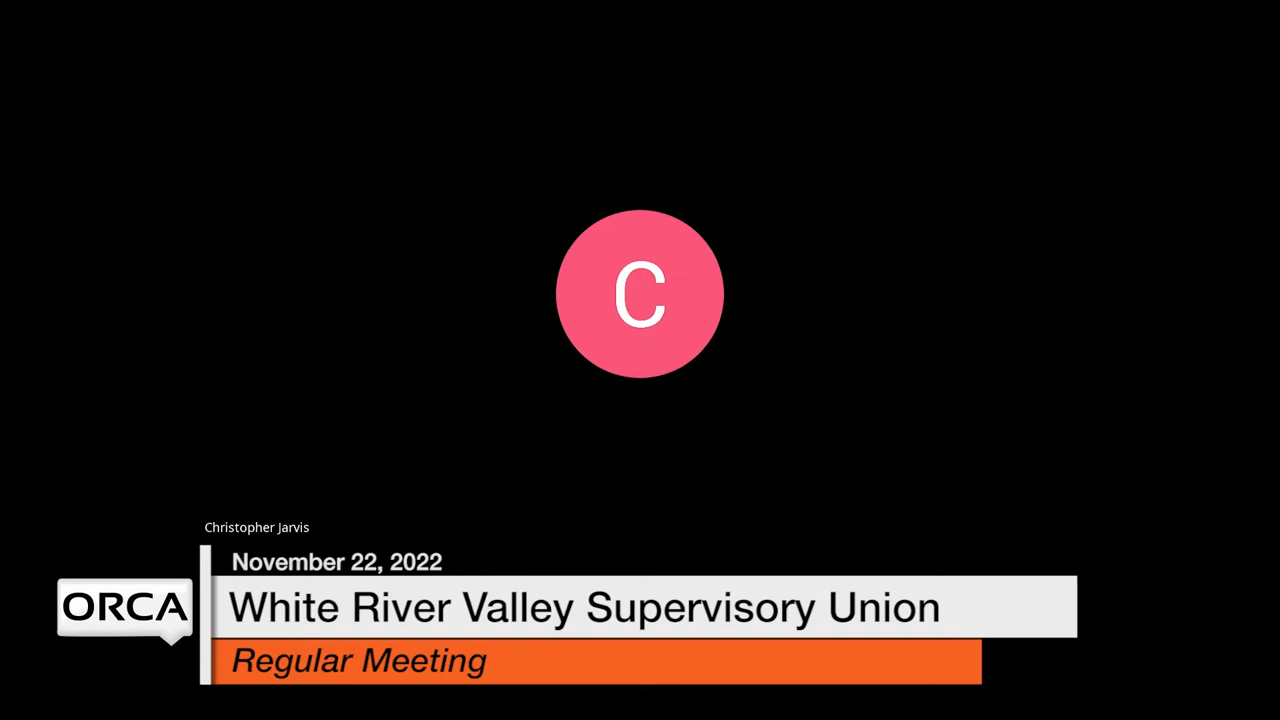 C
Christopher Jarvis
November 22, 2022
ORCA
White River Valley Supervisory Union
Regular Meeting